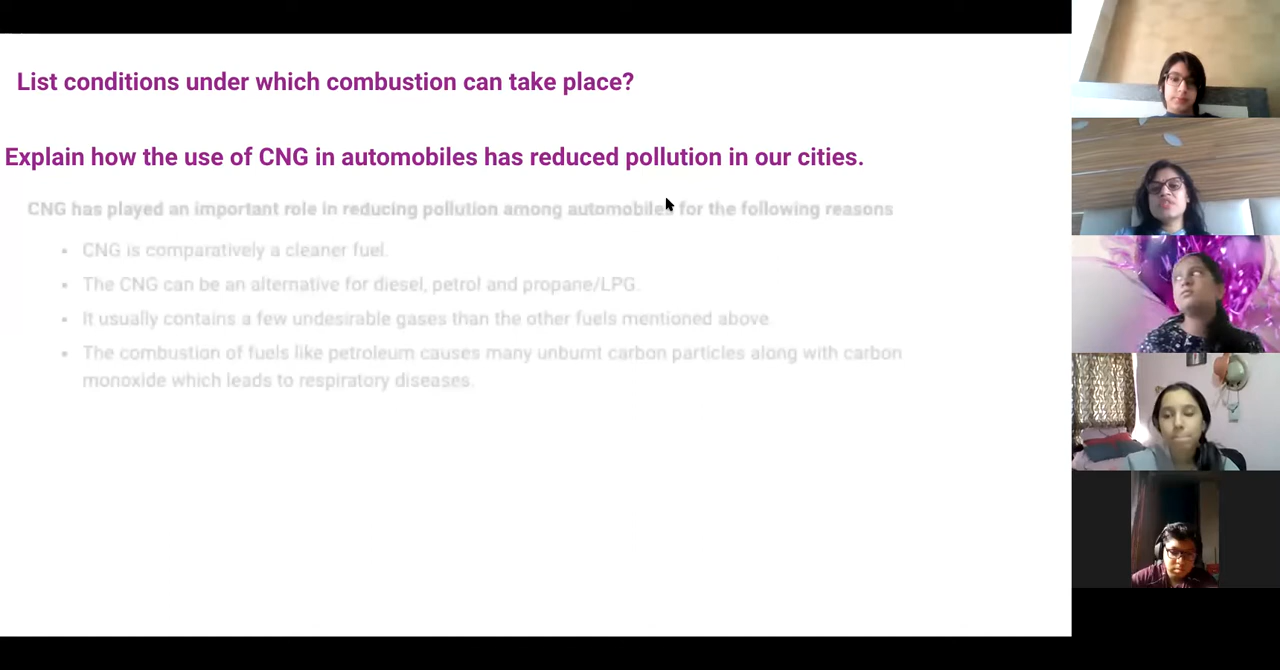 List conditions under which combustion can take place?
Explain how the use of CNG in automobiles has reduced pollution in our cities.
CNG has played an important role in reducing pollution among automobiles for the following reasons
• CNG is comparatively a cleaner fuel.
• The CNG can be an alternative for diesel, petrol and propane/LPG.
• It usually contains a few undesirable gases than the other fuels mentioned above
• The combustion of fuels like petroleum causes many unburnt carbon particles along with carbon
monoxide which leads to respiratory diseases.